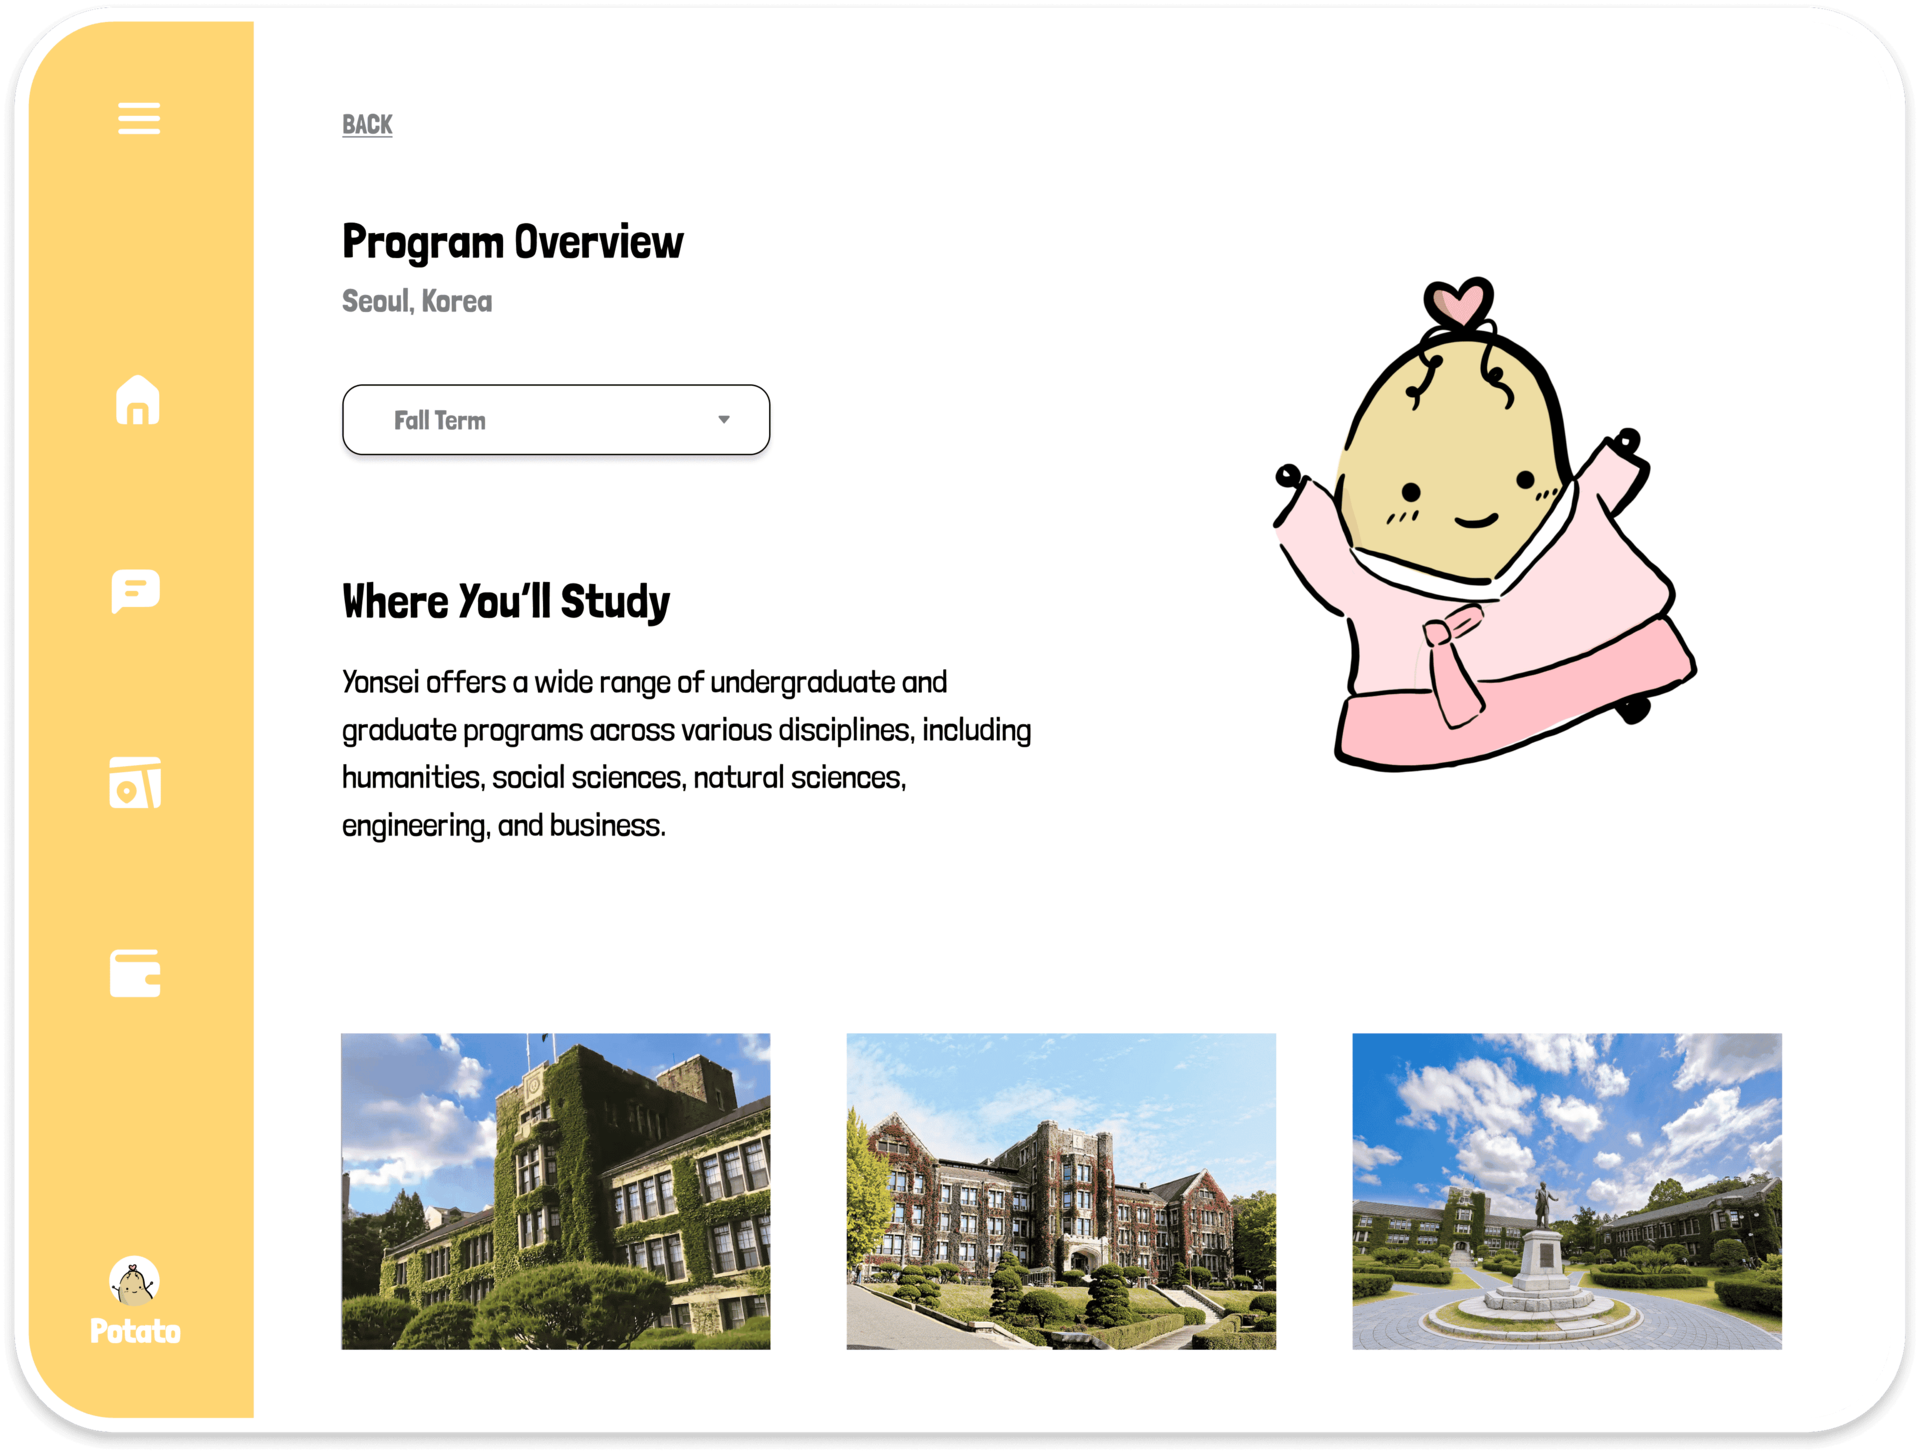 BACK
Program Overview
Seoul, Korea
Fall Term
Where You’ll Study
Yonsei offers a wide range of undergraduate and
graduate programs across various disciplines, including
humanities, social sciences, natural sciences,
engineering, and business.
Potato